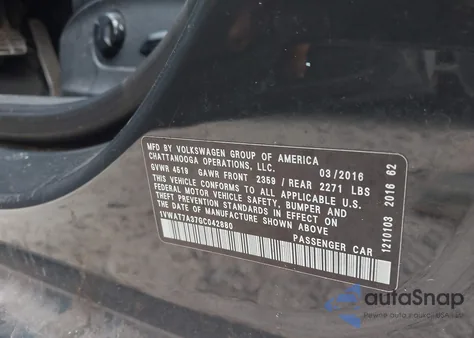 MFD. BY VOLKSWAGEN GROUP OF AMERICA
CHATTANOOGA OPERATIONS, LLC. 03/2016
GVWR 4519 GAWR FRONT 2359 / REAR 2271 LBS
THIS VEHICLE CONFORMS TO ALL APPLICABLE
FEDERAL MOTOR VEHICLE SAFETY, BUMPER AND
THEFT PREVENTION STANDARDS IN EFFECT ON
THE DATE OF MANUFACTURE SHOWN ABOVE
1VWAT7A37GC042880
PASSENGER CAR
1210103 2016 62
autoSnap